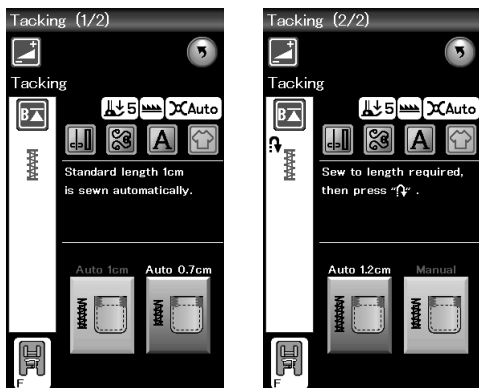 Tacking (1/2)
Tacking
B
5
Auto
A
Standard length 1cm
is sewn automatically.
Auto 1cm
Auto 0.7cm
F
Tacking (2/2)
Tacking
B
5
Auto
A
Sew to length required,
then press “ ” .
Auto 1.2cm
Manual
F